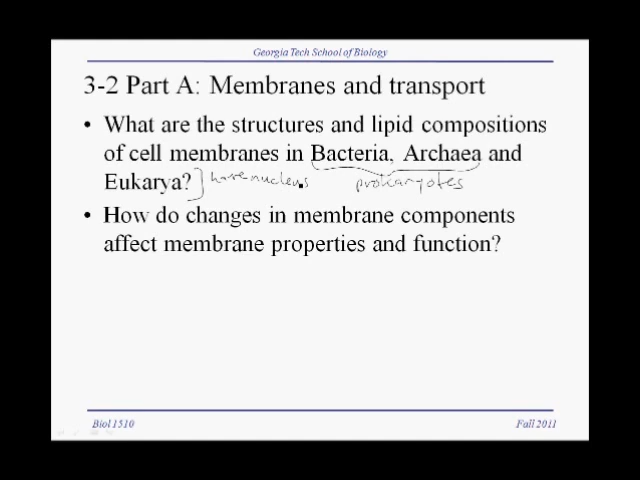 Georgia Tech School of Biology
3-2 Part A: Membranes and transport
• What are the structures and lipid compositions
of cell membranes in Bacteria, Archaea and
Eukarya? have nucleus prokaryotes
• How do changes in membrane components
affect membrane properties and function?
Biol 1510 Fall 2011